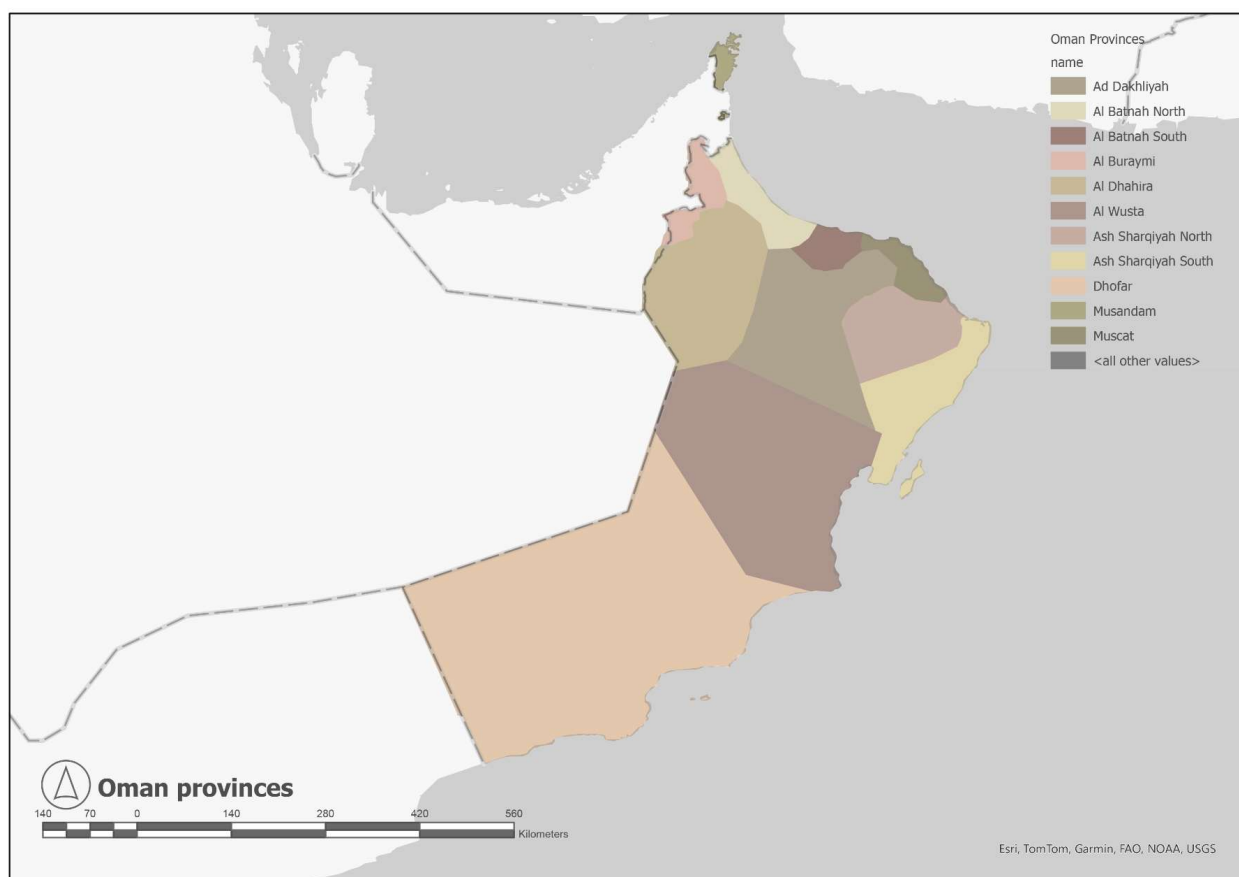 Oman Provinces
name
Ad Dakhliyah
Al Batnah North
Al Batnah South
Al Buraymi
Al Dhahira
Al Wusta
Ash Sharqiyah North
Ash Sharqiyah South
Dhofar
Musandam
Muscat
<all other values>
Oman provinces
140 70 0 140 280 420 560
Kilometers
Esri, TomTom, Garmin, FAO, NOAA, USGS